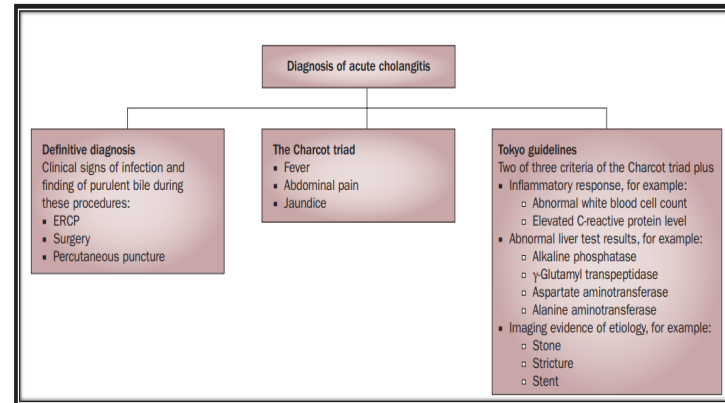 Diagnosis of acute cholangitis
Definitive diagnosis
Clinical signs of infection and
finding of purulent bile during
these procedures:
▪ ERCP
▪ Surgery
▪ Percutaneous puncture
The Charcot triad
▪ Fever
▪ Abdominal pain
▪ Jaundice
Tokyo guidelines
Two of three criteria of the Charcot triad plus
▪ Inflammatory response, for example:
▫ Abnormal white blood cell count
▫ Elevated C-reactive protein level
▪ Abnormal liver test results, for example:
▫ Alkaline phosphatase
▫ γ-Glutamyl transpeptidase
▫ Aspartate aminotransferase
▫ Alanine aminotransferase
▪ Imaging evidence of etiology, for example:
▫ Stone
▫ Stricture
▫ Stent